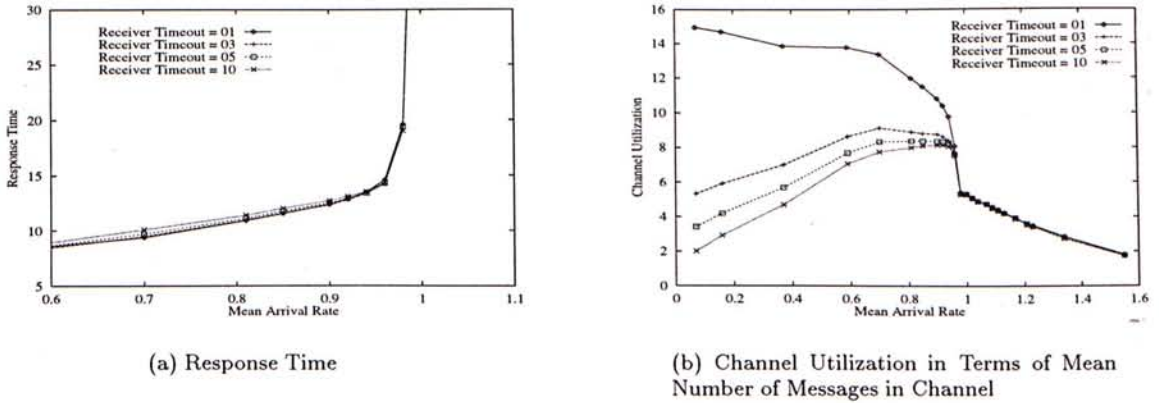 30
25
20
15
10
5
Response Time
Receiver Timeout = 01
Receiver Timeout = 03
Receiver Timeout = 05
Receiver Timeout = 10
0.6 0.7 0.8 0.9 1 1.1
Mean Arrival Rate
(a) Response Time
16
14
12
10
8
6
4
2
0
Channel Utilization
Receiver Timeout = 01
Receiver Timeout = 03
Receiver Timeout = 05
Receiver Timeout = 10
0 0.2 0.4 0.6 0.8 1 1.2 1.4 1.6
Mean Arrival Rate
(b) Channel Utilization in Terms of Mean
Number of Messages in Channel